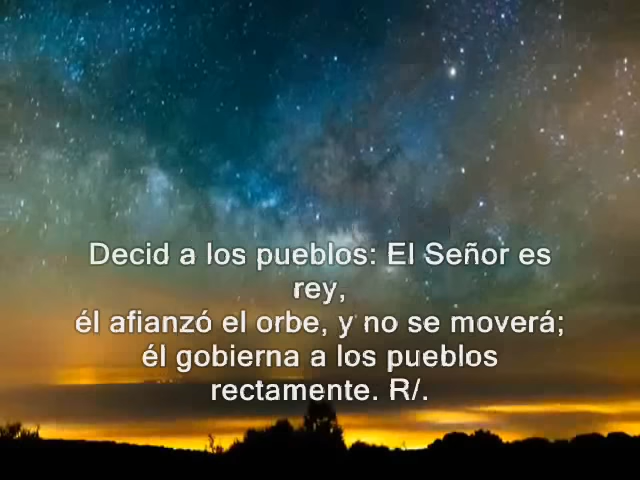 Decid a los pueblos: El Señor es
rey,
él afianzó el orbe, y no se moverá;
él gobierna a los pueblos
rectamente. R/.